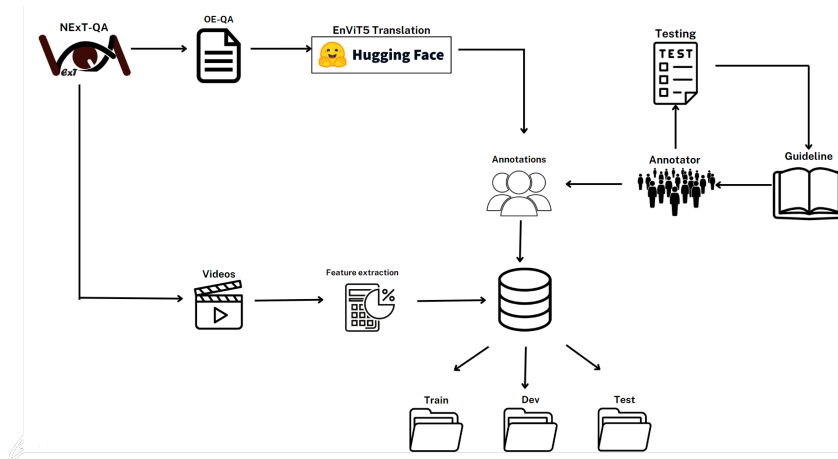 NExT-QA
OE-QA
EnViT5 Translation
Hugging Face
ExT
Testing
TEST
Annotations
Annotator
Guideline
Videos
Feature extraction
%
Train
Dev
Test